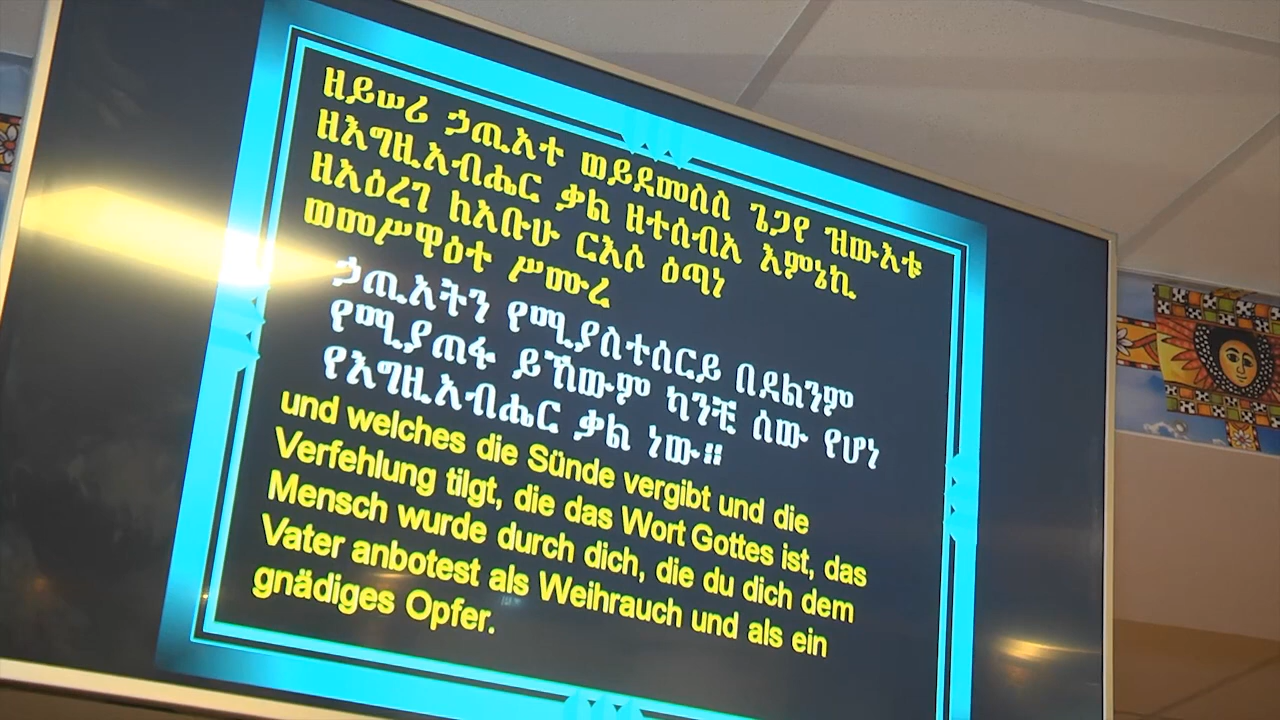 ዘይሠሪ ኃጢአተ ወይደመስስ ጌጋየ ዝውእቱ
ዘእግዚአብሔር ቃል ዘተሰብአ እምኔኪ
ዘአዕረገ ከአቡሁ ርእሶ ዕጣነ
ወመሥዋዕተ ሥሙረ
ኃጢአትን የሚያስተሰርይ በደልንም
የሚያጠፋ ይኸውም ካንቺ ሰው የሆነ
የእግዚአብሔር ቃል ነው።
und welches die Sünde vergibt und die
Verfehlung tilgt, die das Wort Gottes ist, das
Mensch wurde durch dich, die du dich dem
Vater anbotest als Weihrauch und als ein
gnädiges Opfer.